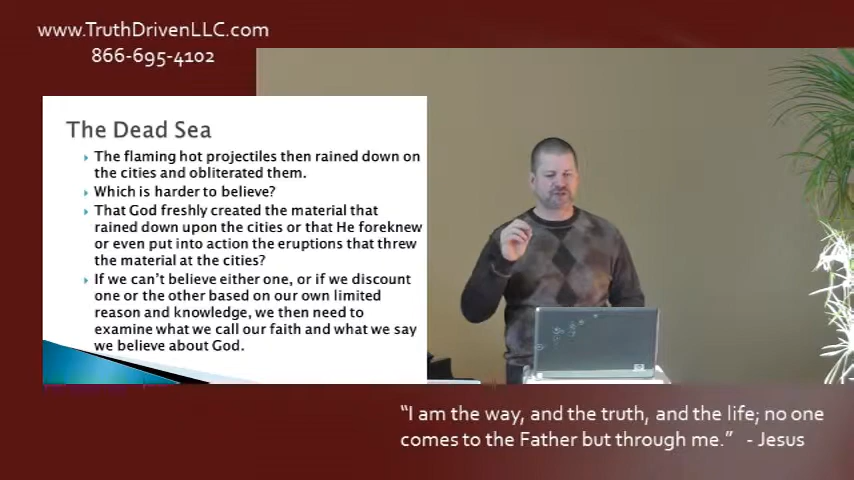 www.TruthDrivenLLC.com
866-695-4102
The Dead Sea
The flaming hot projectiles then rained down on
the cities and obliterated them.
Which is harder to believe?
That God freshly created the material that
rained down upon the cities or that He foreknew
or even put into action the eruptions that threw
the material at the cities?
If we can't believe either one, or if we discount
one or the other based on our own limited
reason and knowledge, we then need to
examine what we call our faith and what we say
we believe about God.
hp
“I am the way, and the truth, and the life; no one
comes to the Father but through me.” - Jesus